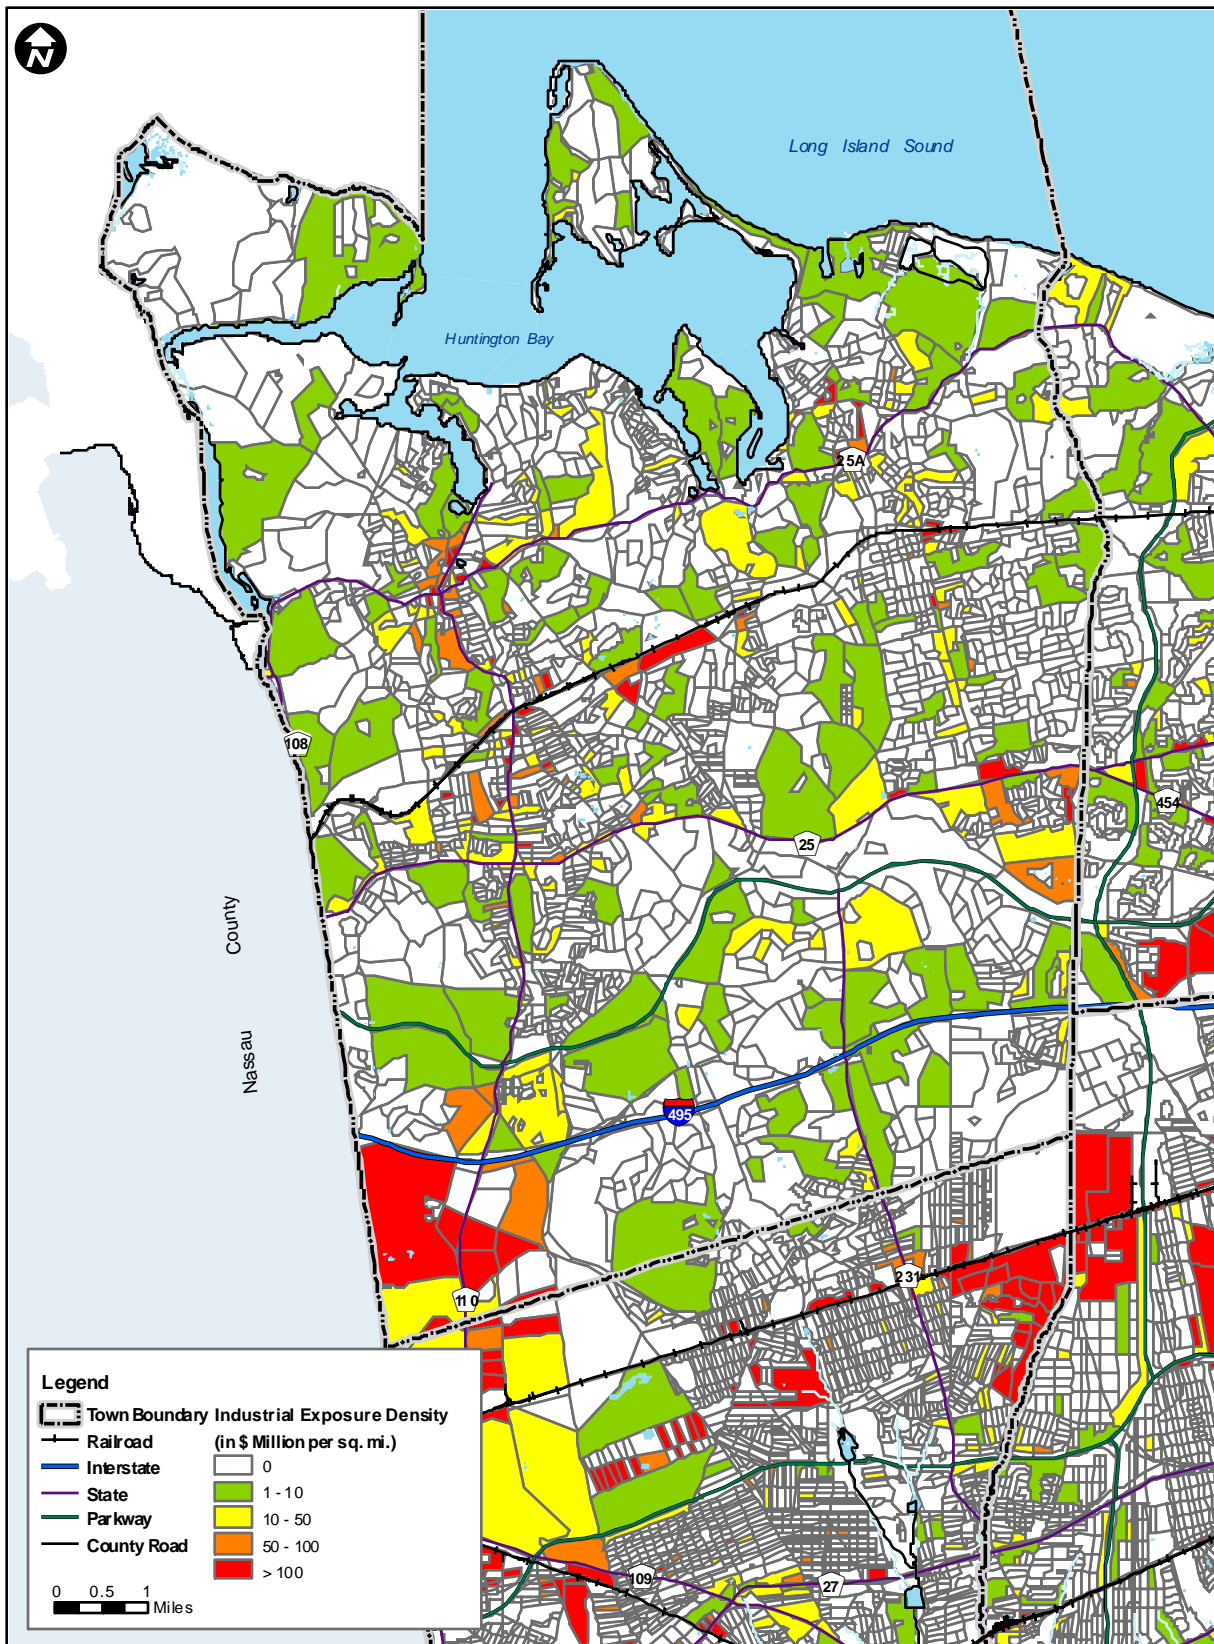 N
Long Island Sound
Huntington Bay
25A
108
454
25
County
Nassau
495
231
110
Legend
Town Boundary
Railroad
Interstate
State
Parkway
County Road
Industrial Exposure Density
(in $ Million per sq. mi.)
0
1 - 10
10 - 50
50 - 100
> 100
0 0.5 1
Miles
109
27